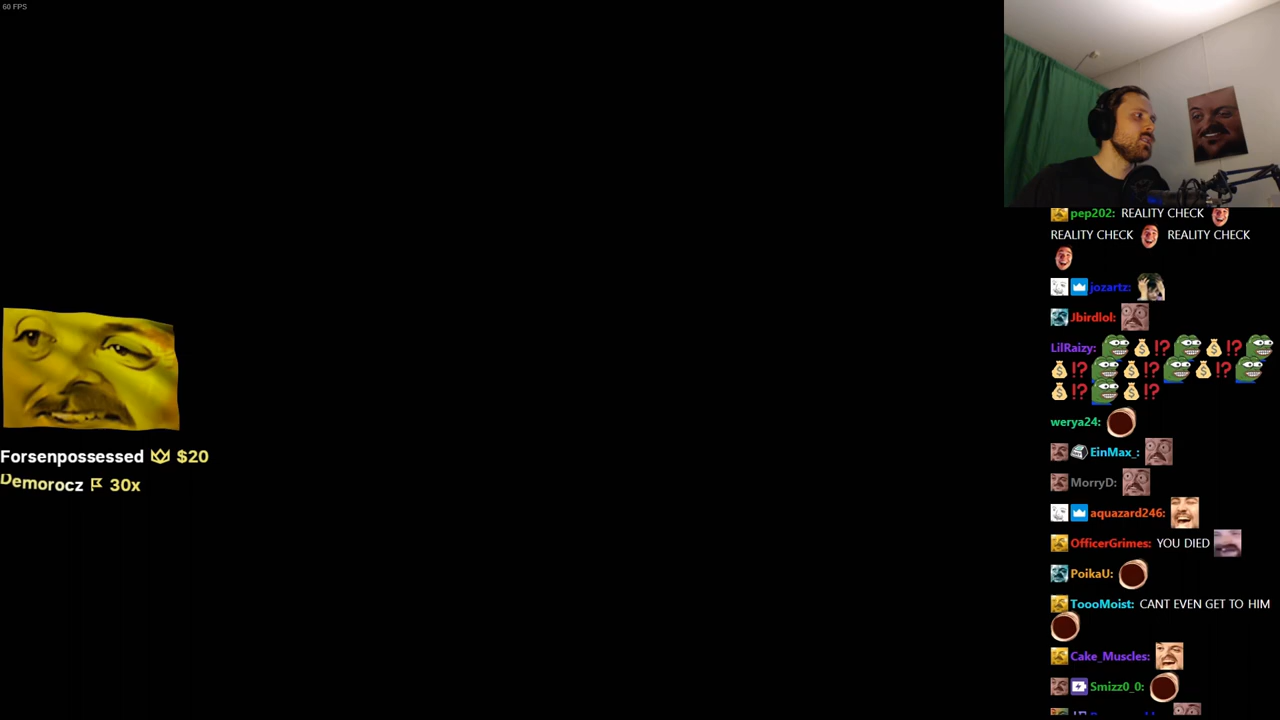 60 FPS
pep202: REALITY CHECK
REALITY CHECK REALITY CHECK
jozartz:
Jbirdlol:
LilRaizy:
werya24:
EinMax_:
MorryD:
aquazard246:
OfficerGrimes: YOU DIED
PoikaU:
ToooMoist: CANT EVEN GET TO HIM
Cake_Muscles:
Smizz0_0:
Forsenpossessed $20
Demorocz 30x